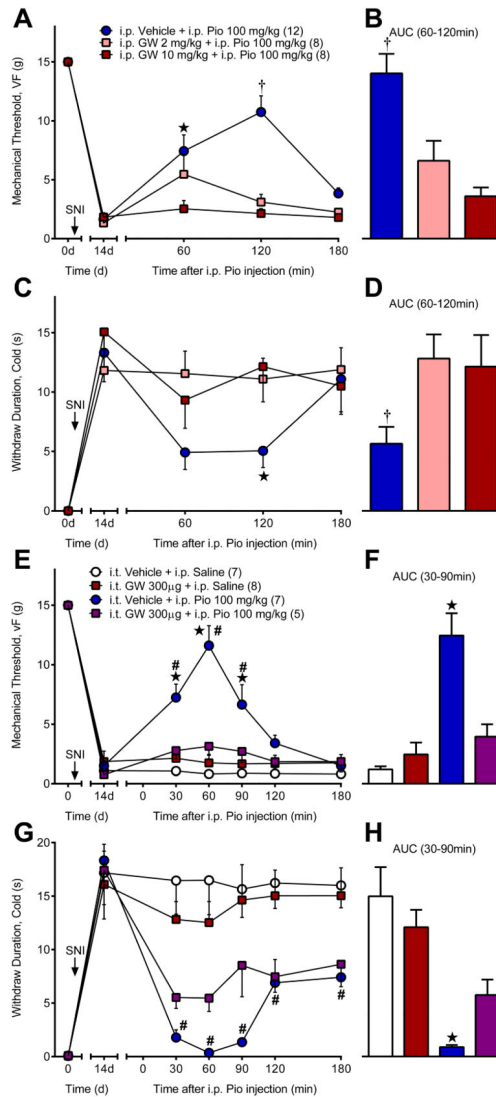 A
i.p. Vehicle + i.p. Pio 100 mg/kg (12)
i.p. GW 2 mg/kg + i.p. Pio 100 mg/kg (8)
i.p. GW 10 mg/kg + i.p. Pio 100 mg/kg (8)
Mechanical Threshold, VF (g)
15
10
5
0
SNI
★
†
0d
14d
60
120
180
Time (d)
Time after i.p. Pio injection (min)
B
AUC (60-120min)
†
C
Withdraw Duration, Cold (s)
15
10
5
0
SNI
★
0d
14d
60
120
180
Time (d)
Time after i.p. Pio injection (min)
D
AUC (60-120min)
†
E
i.t. Vehicle + i.p. Saline (7)
i.t. GW 300µg + i.p. Saline (8)
i.t. Vehicle + i.p. Pio 100 mg/kg (7)
i.t. GW 300µg + i.p. Pio 100 mg/kg (5)
Mechanical Threshold, vF (g)
15
10
5
0
SNI
★ #
# #
★ ★
0
14d
0
30
60
90
120
180
Time (d)
Time after i.p. Pio injection (min)
F
AUC (30-90min)
★
G
Withdraw Duration, Cold (s)
20
15
10
5
0
SNI
# # # # #
0
14d
0
30
60
90
120
180
Time (d)
Time after i.p. Pio injection (min)
H
AUC (30-90min)
★